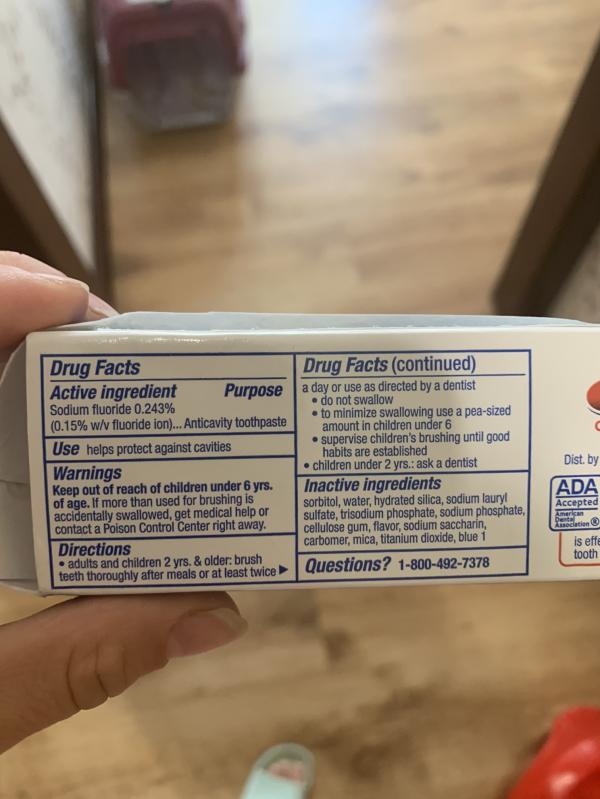 Drug Facts
Active ingredient Purpose
Sodium fluoride 0.243%
(0.15% w/v fluoride ion)... Anticavity toothpaste
Use helps protect against cavities
Warnings
Keep out of reach of children under 6 yrs.
of age. If more than used for brushing is
accidentally swallowed, get medical help or
contact a Poison Control Center right away.
Directions
• adults and children 2 yrs. & older: brush
teeth thoroughly after meals or at least twice ▶
Drug Facts (continued)
a day or use as directed by a dentist
• do not swallow
• to minimize swallowing use a pea-sized
amount in children under 6
• supervise children's brushing until good
habits are established
• children under 2 yrs.: ask a dentist
Inactive ingredients
sorbitol, water, hydrated silica, sodium lauryl
sulfate, trisodium phosphate, sodium phosphate,
cellulose gum, flavor, sodium saccharin,
carbomer, mica, titanium dioxide, blue 1
Questions? 1-800-492-7378
Dist. by
ADA
Accepted
American
Dental
Association ®
is effe
tooth